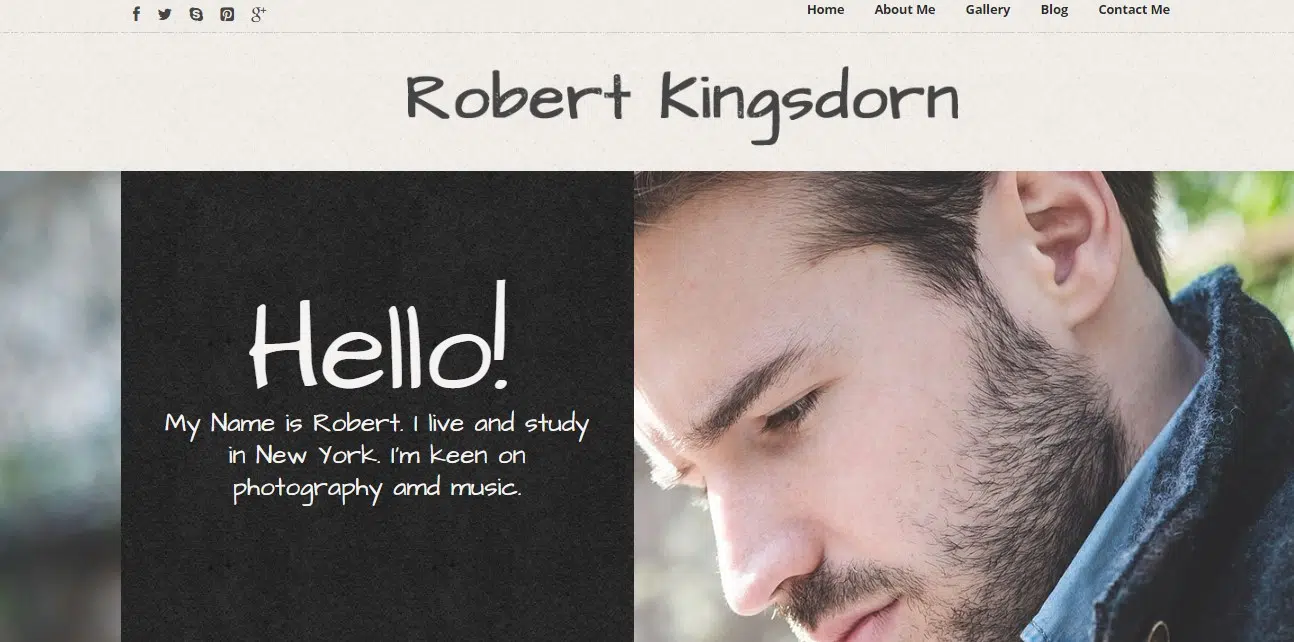 Home About Me Gallery Blog Contact Me
Robert Kingsdorn
Hello!
My Name is Robert. I live and study
in New York. I'm keen on
photography amd music.